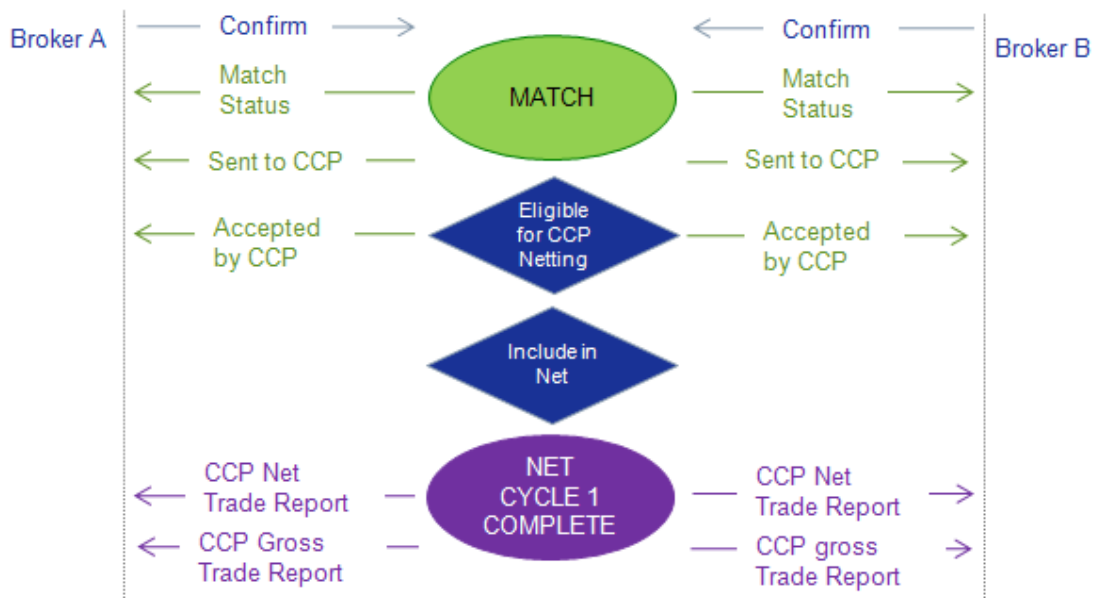 Broker A
Confirm
Confirm
Broker B
Match
Status
MATCH
Match
Status
Sent to CCP
Sent to CCP
Accepted
by CCP
Eligible
for CCP
Netting
Accepted
by CCP
Include in
Net
CCP Net
Trade Report
NET
CYCLE 1
COMPLETE
CCP Net
Trade Report
CCP Gross
Trade Report
CCP gross
Trade Report